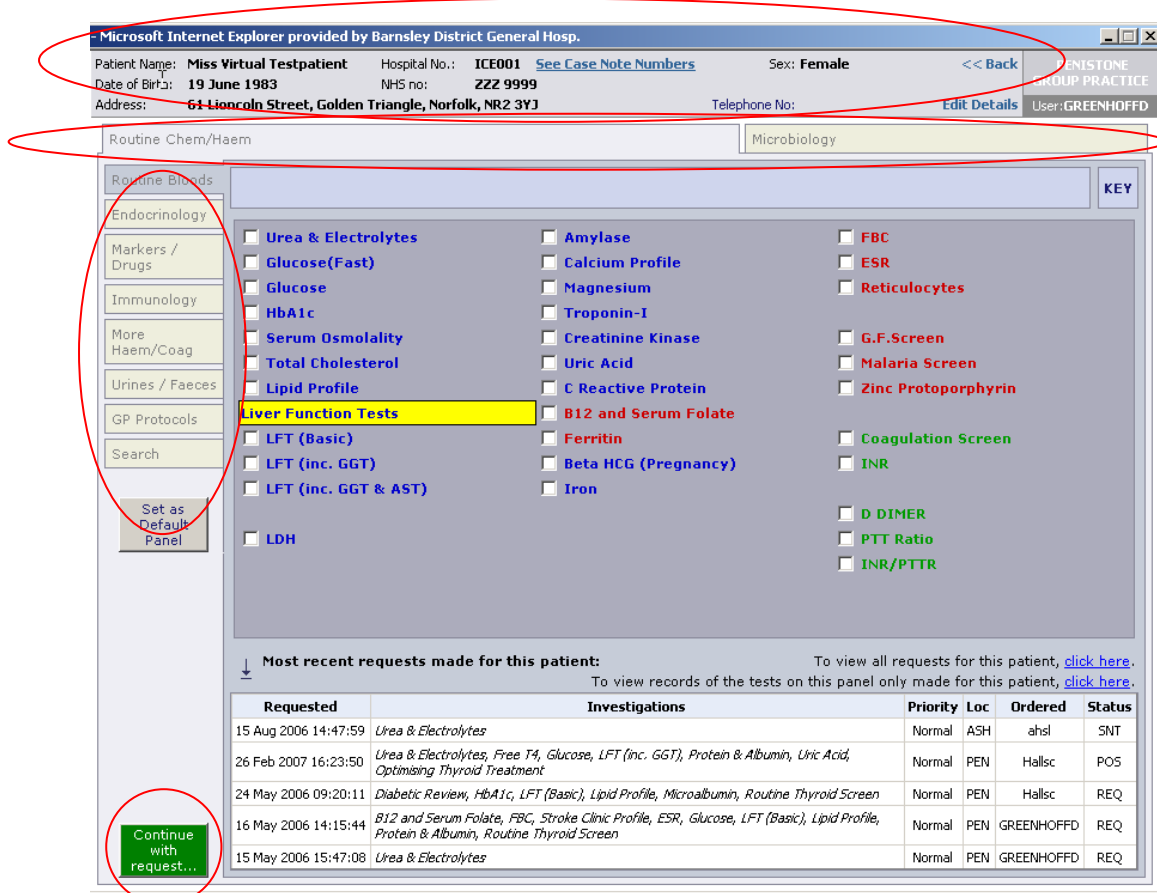 - Microsoft Internet Explorer provided by Barnsley District General Hosp.
Patient Name: Miss Virtual Testpatient Hospital No.: ICE001 See Case Note Numbers Sex: Female << Back PENISTONE
Date of Birth: 19 June 1983 NHS no: ZZZ 9999 GROUP PRACTICE
Address: 61 Lioncoln Street, Golden Triangle, Norfolk, NR2 3YJ Telephone No: Edit Details User:GREENHOFFD
Routine Chem/Haem Microbiology
Routine Bloods
KEY
Endocrinology
Markers /
Drugs
Immunology
More
Haem/Coag
Urines / Faeces
GP Protocols
Search
Set as
Default
Panel
Urea & Electrolytes Amylase FBC
Glucose(Fast) Calcium Profile ESR
Glucose Magnesium Reticulocytes
HbA1c Troponin-I
Serum Osmolality Creatinine Kinase G.F.Screen
Total Cholesterol Uric Acid Malaria Screen
Lipid Profile C Reactive Protein Zinc Protoporphyrin
Liver Function Tests B12 and Serum Folate
LFT (Basic) Ferritin Coagulation Screen
LFT (inc. GGT) Beta HCG (Pregnancy) INR
LFT (inc. GGT & AST) Iron
D DIMER
LDH PTT Ratio
INR/PTTR
Most recent requests made for this patient: To view all requests for this patient, click here.
To view records of the tests on this panel only made for this patient, click here.
Requested Investigations Priority Loc Ordered Status
15 Aug 2006 14:47:59 Urea & Electrolytes Normal ASH ahsl SNT
26 Feb 2007 16:23:50 Urea & Electrolytes, Free T4, Glucose, LFT (inc. GGT), Protein & Albumin, Uric Acid, Normal PEN Hallsc POS
Optimising Thyroid Treatment
24 May 2006 09:20:11 Diabetic Review, HbA1c, LFT (Basic), Lipid Profile, Microalbumin, Routine Thyroid Screen Normal PEN Hallsc REQ
16 May 2006 14:15:44 B12 and Serum Folate, FBC, Stroke Clinic Profile, ESR, Glucose, LFT (Basic), Lipid Profile, Normal PEN GREENHOFFD REQ
Protein & Albumin, Routine Thyroid Screen
15 May 2006 15:47:08 Urea & Electrolytes Normal PEN GREENHOFFD REQ
Continue
with
request...